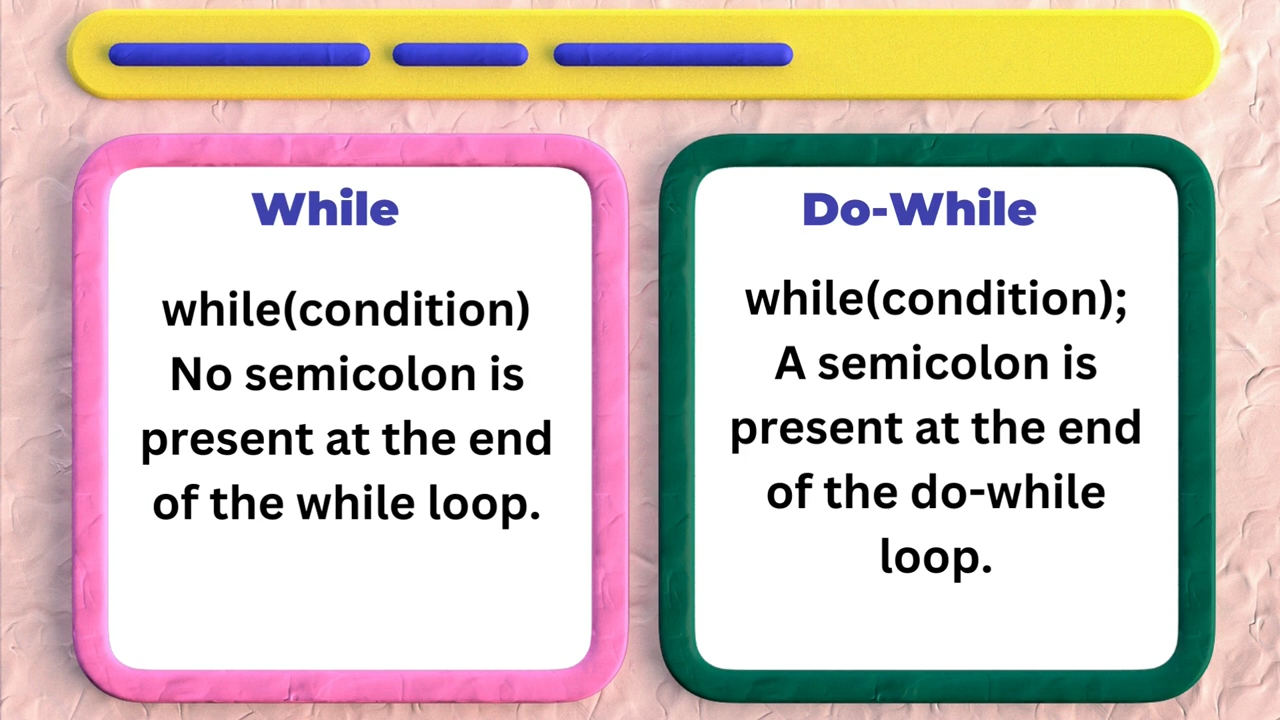 While
while(condition)
No semicolon is
present at the end
of the while loop.
Do-While
while(condition);
A semicolon is
present at the end
of the do-while
loop.